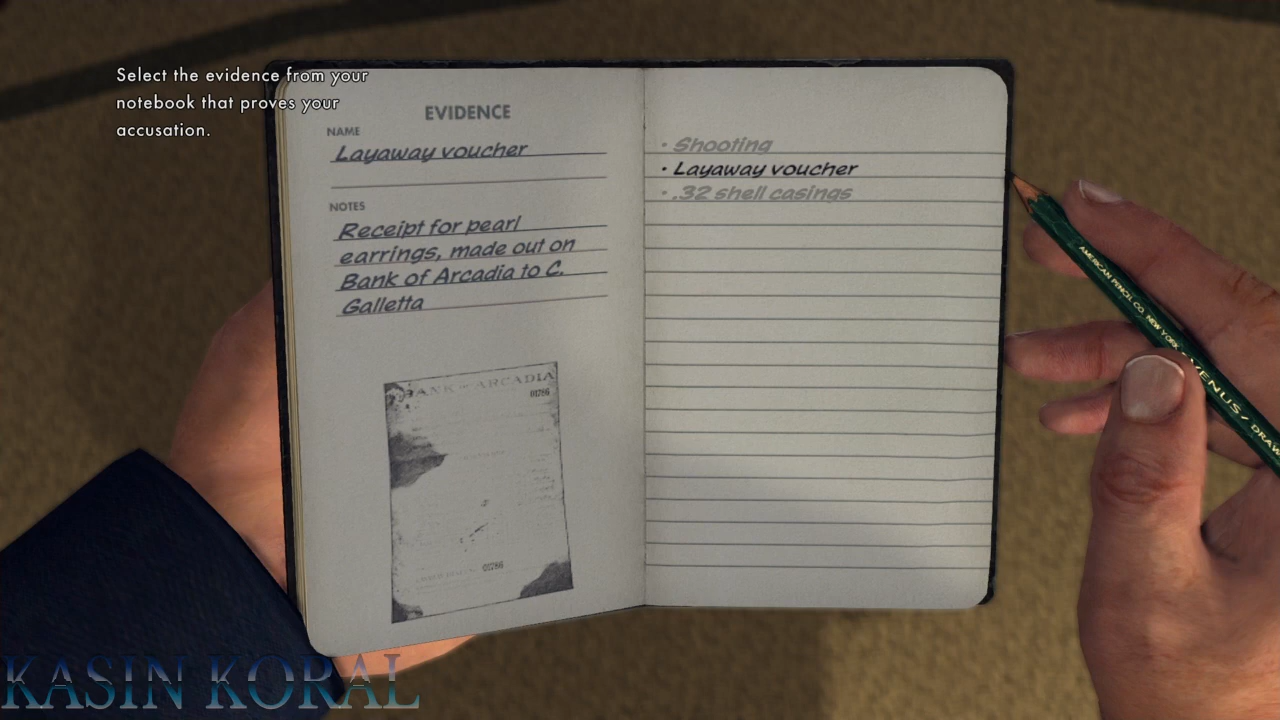 Select the evidence from your
notebook that proves your
accusation.
EVIDENCE
NAME
Layaway voucher
NOTES
Receipt for pearl
earrings, made out on
Bank of Arcadia to C.
Galletta
BANK OF ARCADIA
01786
01786
• Shooting
• Layaway voucher
• .32 shell casings
AMERICAN PENCIL CO. NEW YORK VENUS/ DRAW
KASIN KORAL